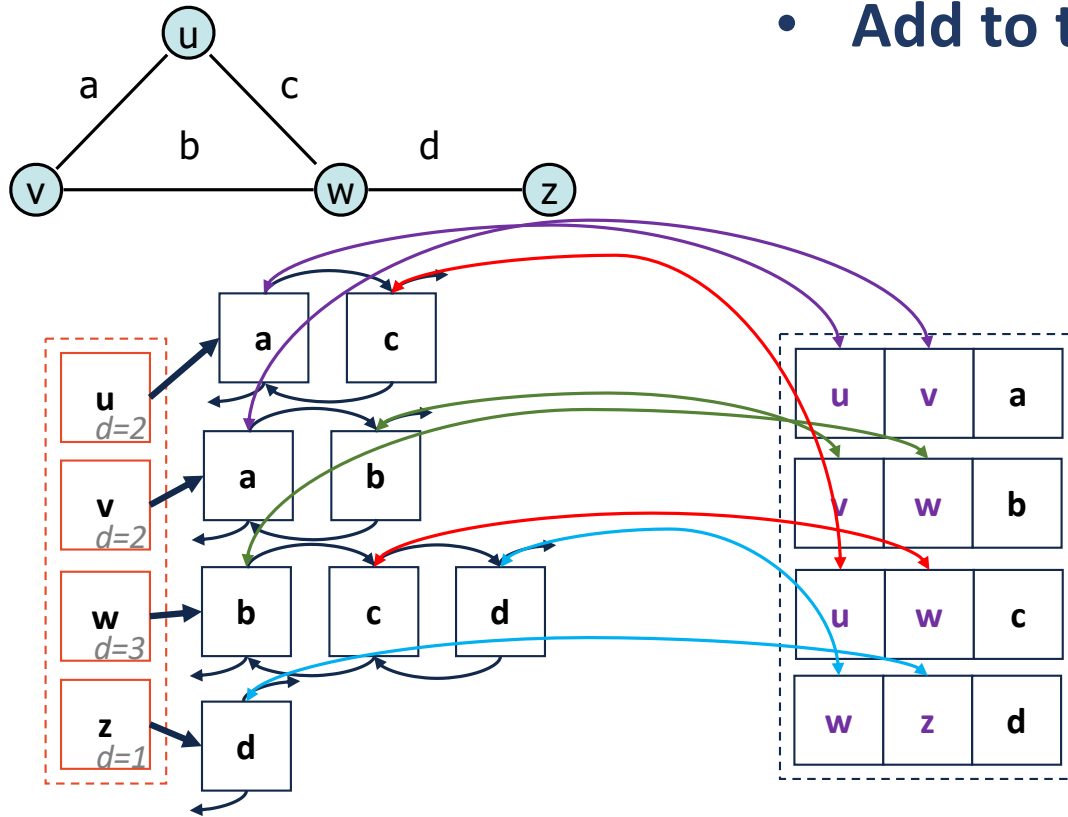 • Add to t
u
a
c
b
d
v
w
z
a
c
u
d=2
u v a
a
b
v
d=2
v w b
b
c
d
w
d=3
u w c
z
d=1
d
w z d